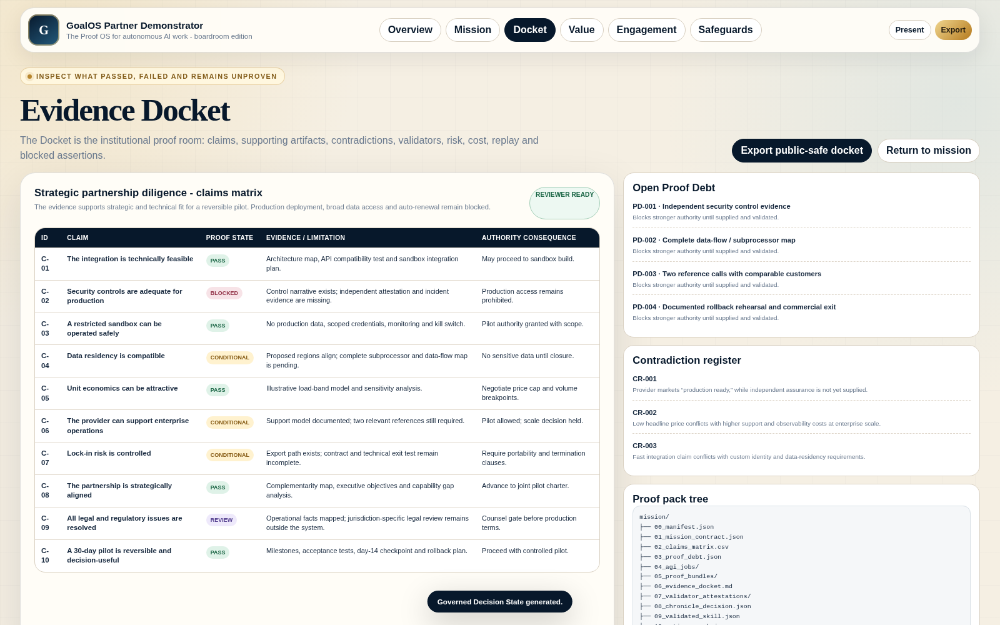 G
GoalOS Partner Demonstrator
The Proof OS for autonomous AI work - boardroom edition
Overview
Mission
Docket
Value
Engagement
Safeguards
Present
Export
INSPECT WHAT PASSED, FAILED AND REMAINS UNPROVEN
Evidence Docket
The Docket is the institutional proof room: claims, supporting artifacts, contradictions, validators, risk, cost, replay and
blocked assertions.
Export public-safe docket
Return to mission
Strategic partnership diligence - claims matrix
The evidence supports strategic and technical fit for a reversible pilot. Production deployment, broad data access and auto-renewal remain blocked.
REVIEWER READY
ID CLAIM PROOF STATE EVIDENCE / LIMITATION AUTHORITY CONSEQUENCE
C-
01
The integration is technically feasible
PASS
Architecture map, API compatibility test and sandbox integration
plan.
May proceed to sandbox build.
C-
02
Security controls are adequate for
production
BLOCKED
Control narrative exists; independent attestation and incident
evidence are missing.
Production access remains
prohibited.
C-
03
A restricted sandbox can be
operated safely
PASS
No production data, scoped credentials, monitoring and kill switch.
Pilot authority granted with scope.
C-
04
Data residency is compatible
CONDITIONAL
Proposed regions align; complete subprocessor and data-flow map
is pending.
No sensitive data until closure.
C-
05
Unit economics can be attractive
PASS
Illustrative load-band model and sensitivity analysis.
Negotiate price cap and volume
breakpoints.
C-
06
The provider can support enterprise
operations
CONDITIONAL
Support model documented; two relevant references still required.
Pilot allowed; scale decision held.
C-
07
Lock-in risk is controlled
CONDITIONAL
Export path exists; contract and technical exit test remain
incomplete.
Require portability and termination
clauses.
C-
08
The partnership is strategically
aligned
PASS
Complementarity map, executive objectives and capability gap
analysis.
Advance to joint pilot charter.
C-
09
All legal and regulatory issues are
resolved
REVIEW
Operational facts mapped; jurisdiction-specific legal review remains
outside the system.
Counsel gate before production
terms.
C-
10
A 30-day pilot is reversible and
decision-useful
PASS
Milestones, acceptance tests, day-14 checkpoint and rollback plan.
Proceed with controlled pilot.
Governed Decision State generated.
Open Proof Debt
PD-001 · Independent security control evidence
Blocks stronger authority until supplied and validated.
PD-002 · Complete data-flow / subprocessor map
Blocks stronger authority until supplied and validated.
PD-003 · Two reference calls with comparable customers
Blocks stronger authority until supplied and validated.
PD-004 · Documented rollback rehearsal and commercial exit
Blocks stronger authority until supplied and validated.
Contradiction register
CR-001
Provider markets “production ready,” while independent assurance is not yet supplied.
CR-002
Low headline price conflicts with higher support and observability costs at enterprise scale.
CR-003
Fast integration claim conflicts with custom identity and data-residency requirements.
Proof pack tree
mission/
├── 00_manifest.json
├── 01_mission_contract.json
├── 02_claims_matrix.csv
├── 03_proof_debt.json
├── 04_agi_jobs/
├── 05_proof_bundles/
├── 06_evidence_docket.md
├── 07_validator_attestations/
├── 08_chronicle_decision.json
├── 09_validated_skill.json